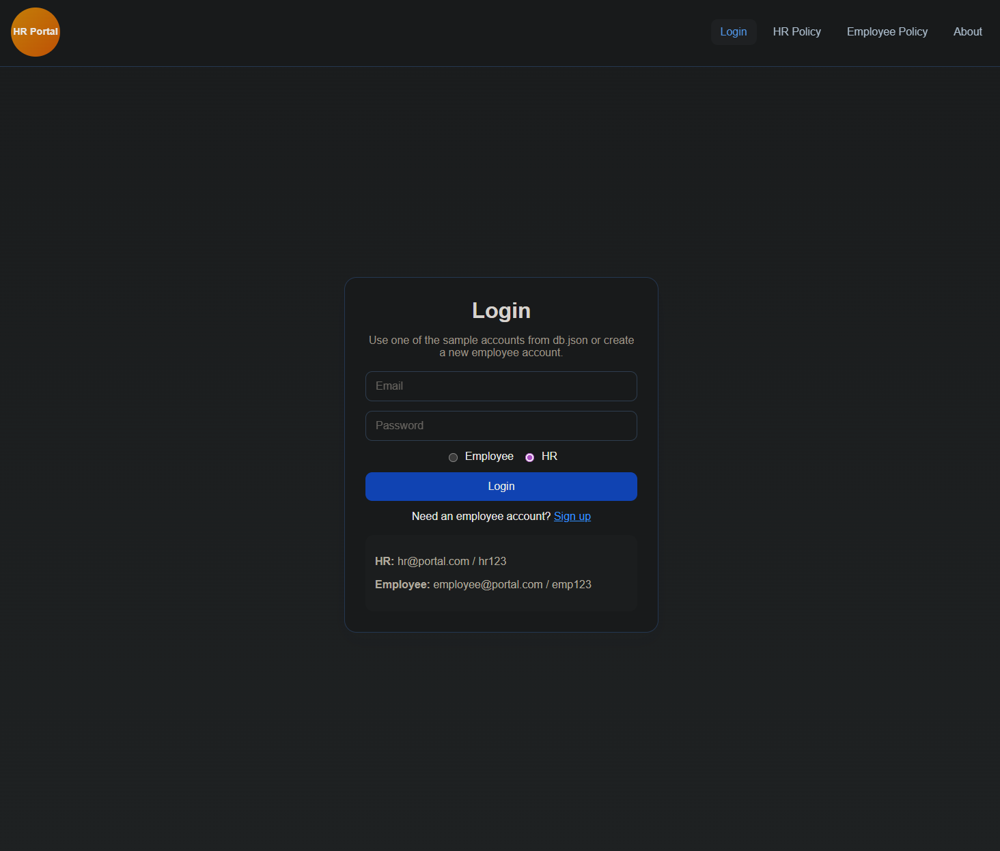 HR Portal
Login
HR Policy
Employee Policy
About
Login
Use one of the sample accounts from db.json or create
a new employee account.
Email
Password
Employee
HR
Login
Need an employee account? Sign up
HR: hr@portal.com / hr123
Employee: employee@portal.com / emp123